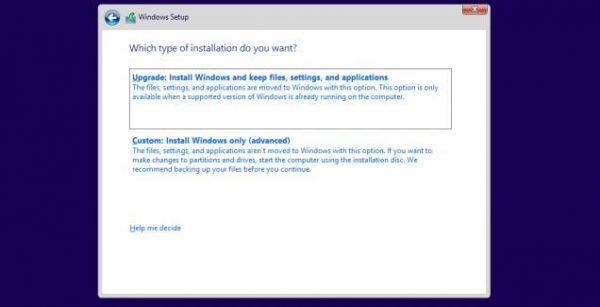 Windows Setup
Which type of installation do you want?
Upgrade: Install Windows and keep files, settings, and applications
The files, settings, and applications are moved to Windows with this option. This option is only
available when a supported version of Windows is already running on the computer.
Custom: Install Windows only (advanced)
The files, settings, and applications aren't moved to Windows with this option. If you want to
make changes to partitions and drives, start the computer using the installation disc. We
recommend backing up your files before you continue.
Help me decide